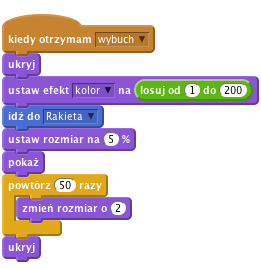 kiedy otrzymam wybuch
ukryj
ustaw efekt kolor na losuj od 1 do 200
idź do Rakieta
ustaw rozmiar na 5 %
pokaż
powtórz 50 razy
zmień rozmiar o 2
ukryj